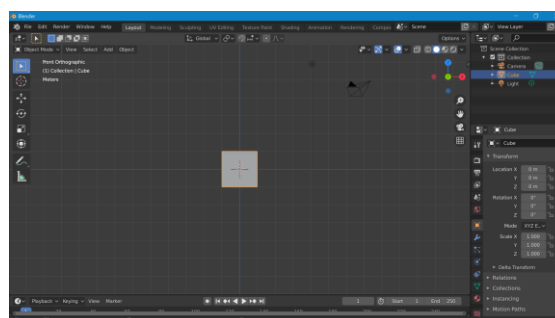 Blender
File Edit Render Window Help Layout Modeling Sculpting UV Editing Texture Paint Shading Animation Rendering Compo Scene View Layer
Global Options
Object Mode View Select Add Object
Front Orthographic
(1) Collection | Cube
Meters
Scene Collection
Collection
Camera
Cube
Light
Cube
Cube
Transform
Location X 0 m
Y 0 m
Z 0 m
Rotation X 0°
Y 0°
Z 0°
Mode XYZ E..
Scale X 1.000
Y 1.000
Z 1.000
Delta Transform
Relations
Collections
Instancing
Motion Paths
Playback Keying View Marker 1 Start 1 End 250